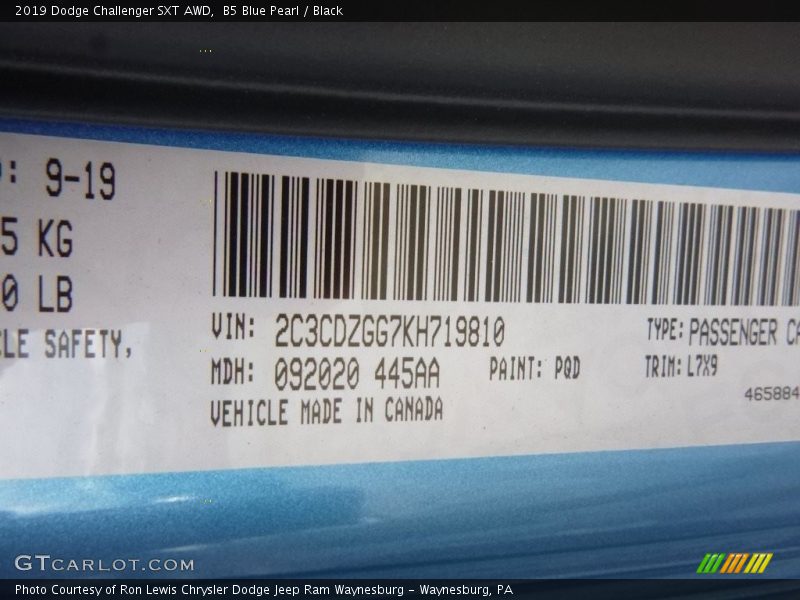 2019 Dodge Challenger SXT AWD, B5 Blue Pearl / Black
: 9-19
5 KG
0 LB
CLE SAFETY,
VIN: 2C3CDZGG7KH719810
TYPE: PASSENGER CA
MDH: 092020 445AA
PAINT: PQD
TRIM: L7X9
VEHICLE MADE IN CANADA
465884
GTCARLOT.COM
Photo Courtesy of Ron Lewis Chrysler Dodge Jeep Ram Waynesburg - Waynesburg, PA